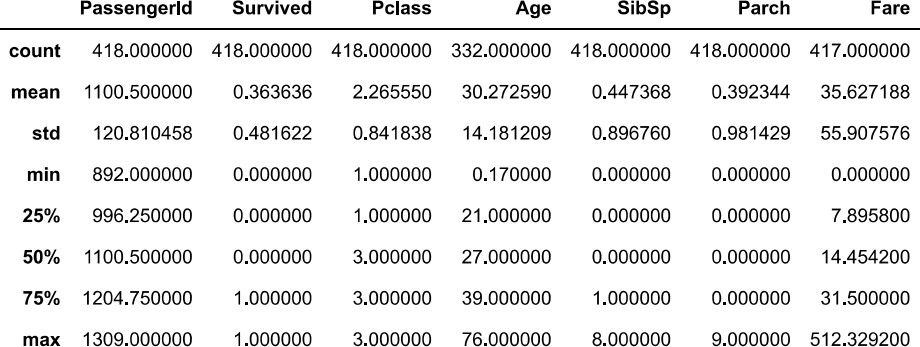 PassengerId Survived Pclass Age SibSp Parch Fare
count 418.000000 418.000000 418.000000 332.000000 418.000000 418.000000 417.000000
mean 1100.500000 0.363636 2.265550 30.272590 0.447368 0.392344 35.627188
std 120.810458 0.481622 0.841838 14.181209 0.896760 0.981429 55.907576
min 892.000000 0.000000 1.000000 0.170000 0.000000 0.000000 0.000000
25% 996.250000 0.000000 1.000000 21.000000 0.000000 0.000000 7.895800
50% 1100.500000 0.000000 3.000000 27.000000 0.000000 0.000000 14.454200
75% 1204.750000 1.000000 3.000000 39.000000 1.000000 0.000000 31.500000
max 1309.000000 1.000000 3.000000 76.000000 8.000000 9.000000 512.329200